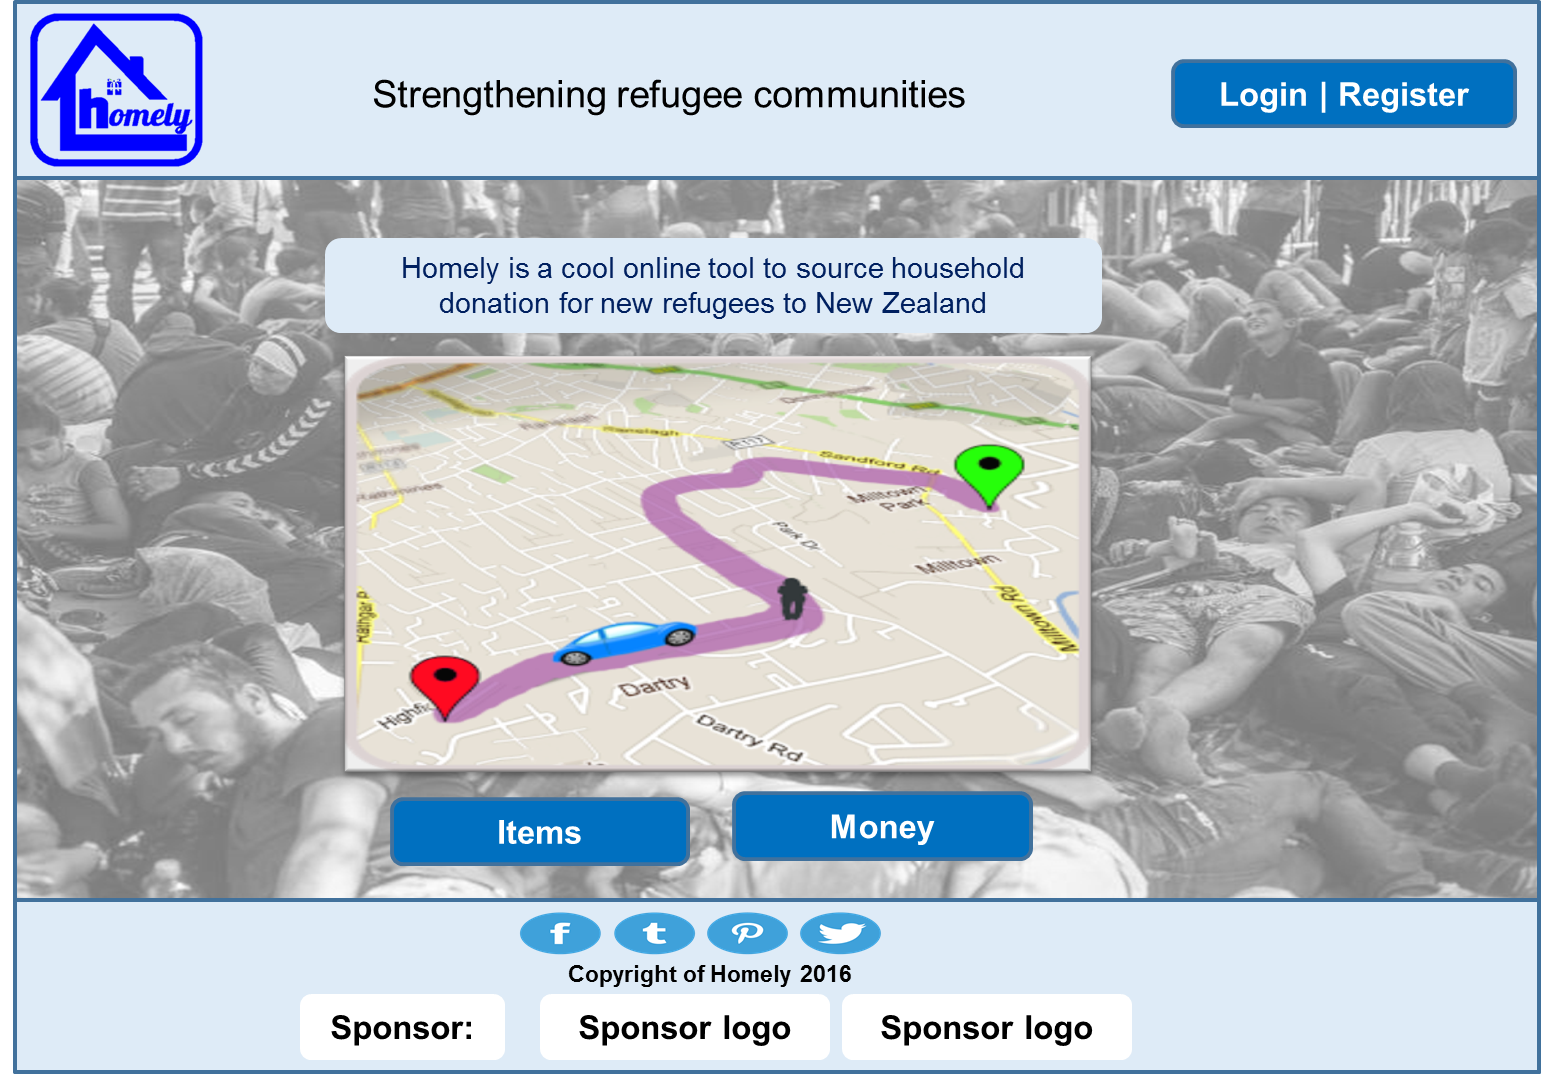 homely
Strengthening refugee communities
Login | Register
Homely is a cool online tool to source household
donation for new refugees to New Zealand
Ranelagh
R117
Sandford Rd
Rathmines
Milltown
Park
Park Dr
Milltown
Milltown Rd
Rathgar
Dartry
Dartry Rd
Items
Money
f t P
Copyright of Homely 2016
Sponsor:
Sponsor logo
Sponsor logo